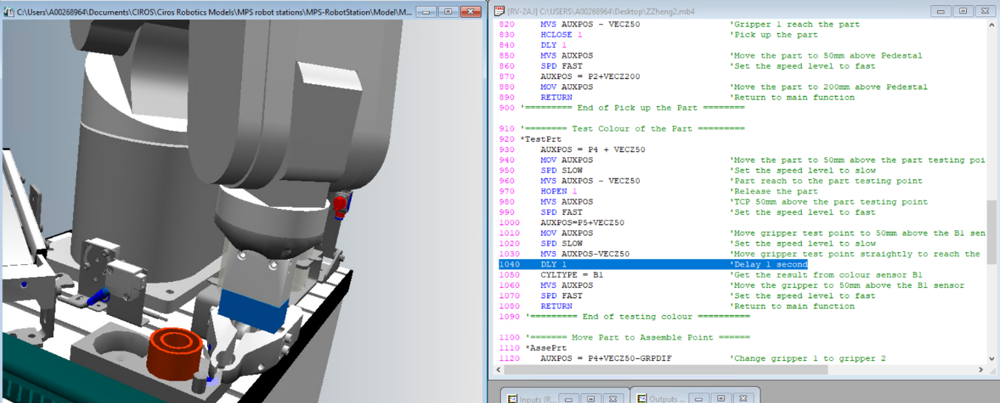 C:\Users\A00268964\Documents\CIROS\Ciros Robotics Models\MPS robot stations\MPS-RobotStation\Model\M...
[RV-2AJ] C:\USERS\A00268964\Desktop\ZZheng2.mb4
820 MVS AUXPOS - VECZ50 'Gripper 1 reach the part
830 HCLOSE 1 'Pick up the part
840 DLY 1
850 MVS AUXPOS 'Move the part to 50mm above Pedestal
860 SPD FAST 'Set the speed level to fast
870 AUXPOS = P2+VECZ200
880 MOV AUXPOS 'Move the part to 200mm above Pedestal
890 RETURN 'Return to main function
900 '========= End of Pick up the Part ========
910 '======== Test Colour of the Part =========
920 *TestPrt
930 AUXPOS = P4 + VECZ50
940 MOV AUXPOS 'Move the part to 50mm above the part testing poi
950 SPD SLOW 'Set the speed level to slow
960 MVS AUXPOS - VECZ50 'Part reach to the part testing point
970 HOPEN 1 'Release the part
980 MVS AUXPOS 'TCP 50mm above the part testing point
990 SPD FAST 'Set the speed level to fast
1000 AUXPOS=P5+VECZ50
1010 MOV AUXPOS 'Move gripper test point to 50mm above the B1 sen
1020 SPD SLOW 'Set the speed level to slow
1030 MVS AUXPOS-VECZ50 'Move gripper test point straightly to reach the
1040 DLY 1 'Delay 1 second
1050 CYLTYPE = B1 'Get the result from colour sensor B1
1060 MVS AUXPOS 'Move the gripper to 50mm above the B1 sensor
1070 SPD FAST 'Set the speed level to fast
1080 RETURN 'Return to main function
1090 '========= End of testing colour ==========
1100 '======= Move Part to Assemble Point ======
1110 *AssePrt
1120 AUXPOS = P4+VECZ50-GRPDIF 'Change gripper 1 to gripper 2
Inputs (R...
Outputs ...